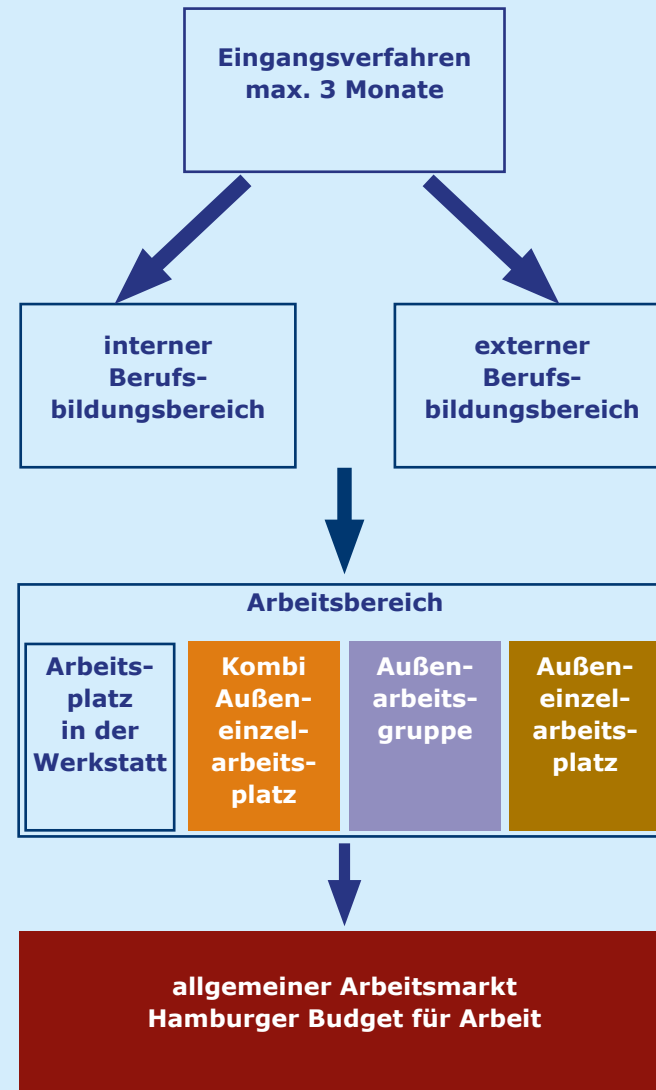 Eingangsverfahren
max. 3 Monate
interner
Berufs-
bildungsbereich
externer
Berufs-
bildungsbereich
Arbeitsbereich
Arbeits-
platz
in der
Werkstatt
Kombi
Außen-
einzel-
arbeits-
platz
Außen-
arbeits-
gruppe
Außen-
einzel-
arbeits-
platz
allgemeiner Arbeitsmarkt
Hamburger Budget für Arbeit